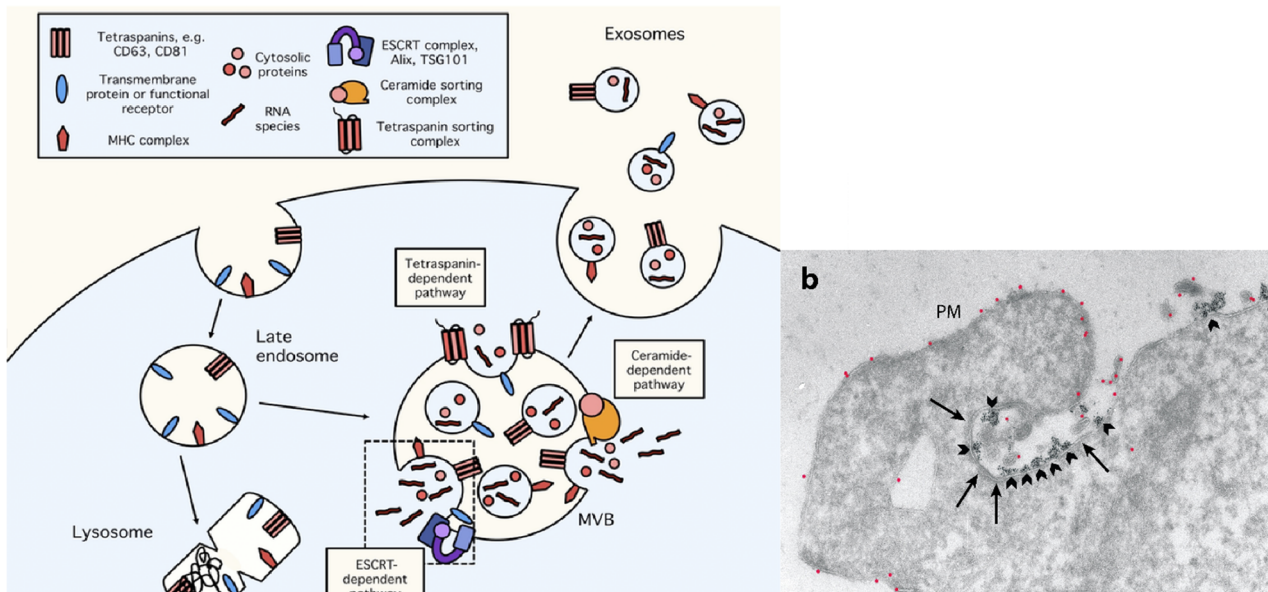 Tetraspanins, e.g.
CD63, CD81
Transmembrane
protein or functional
receptor
MHC complex
Cytosolic
proteins
RNA
species
ESCRT complex,
Alix, TSG101
Ceramide sorting
complex
Tetraspanin sorting
complex
Exosomes
Tetraspanin-
dependent
pathway
Late
endosome
Ceramide-
dependent
pathway
Lysosome
MVB
ESCRT-
dependent
pathway
b
PM